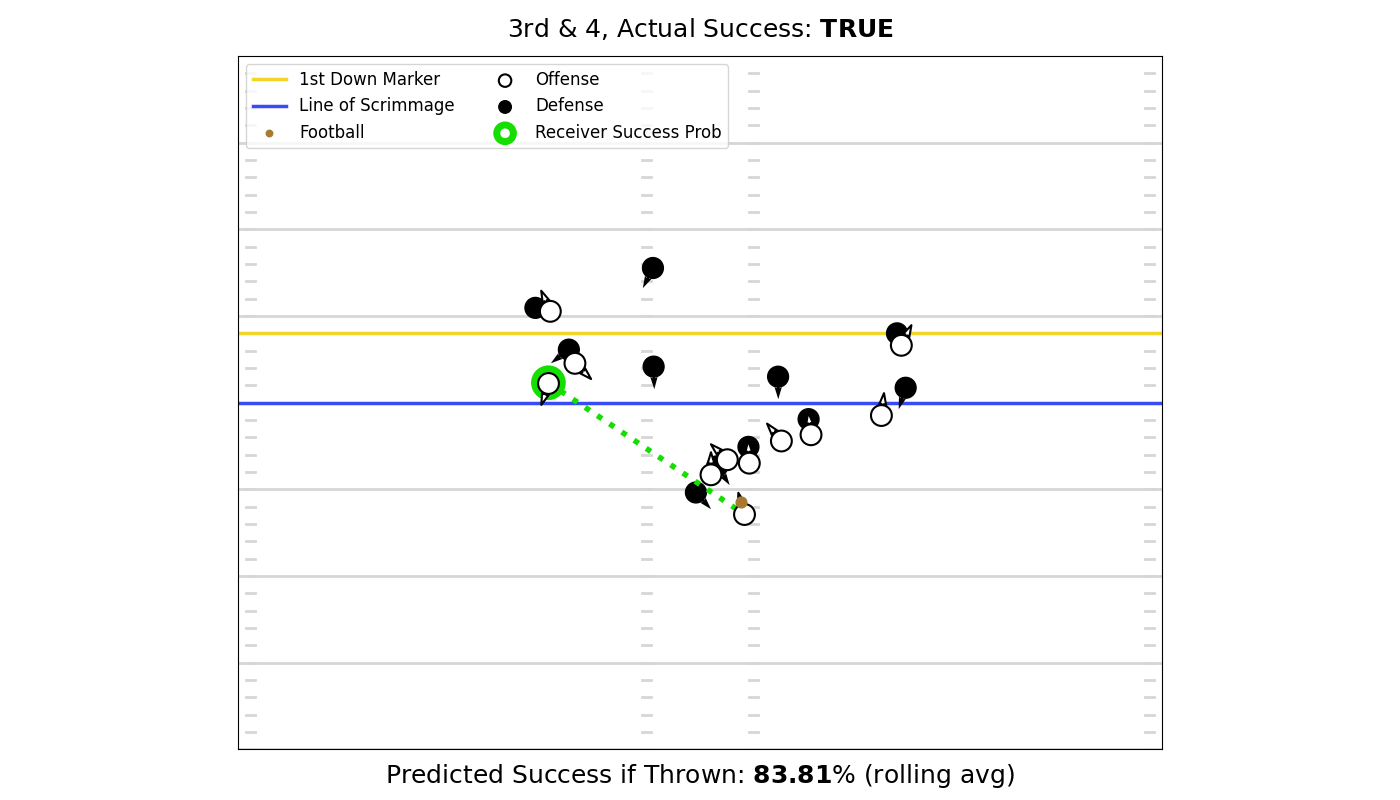 3rd & 4, Actual Success: TRUE
1st Down Marker
Line of Scrimmage
Football
Offense
Defense
Receiver Success Prob
Predicted Success if Thrown: 83.81% (rolling avg)